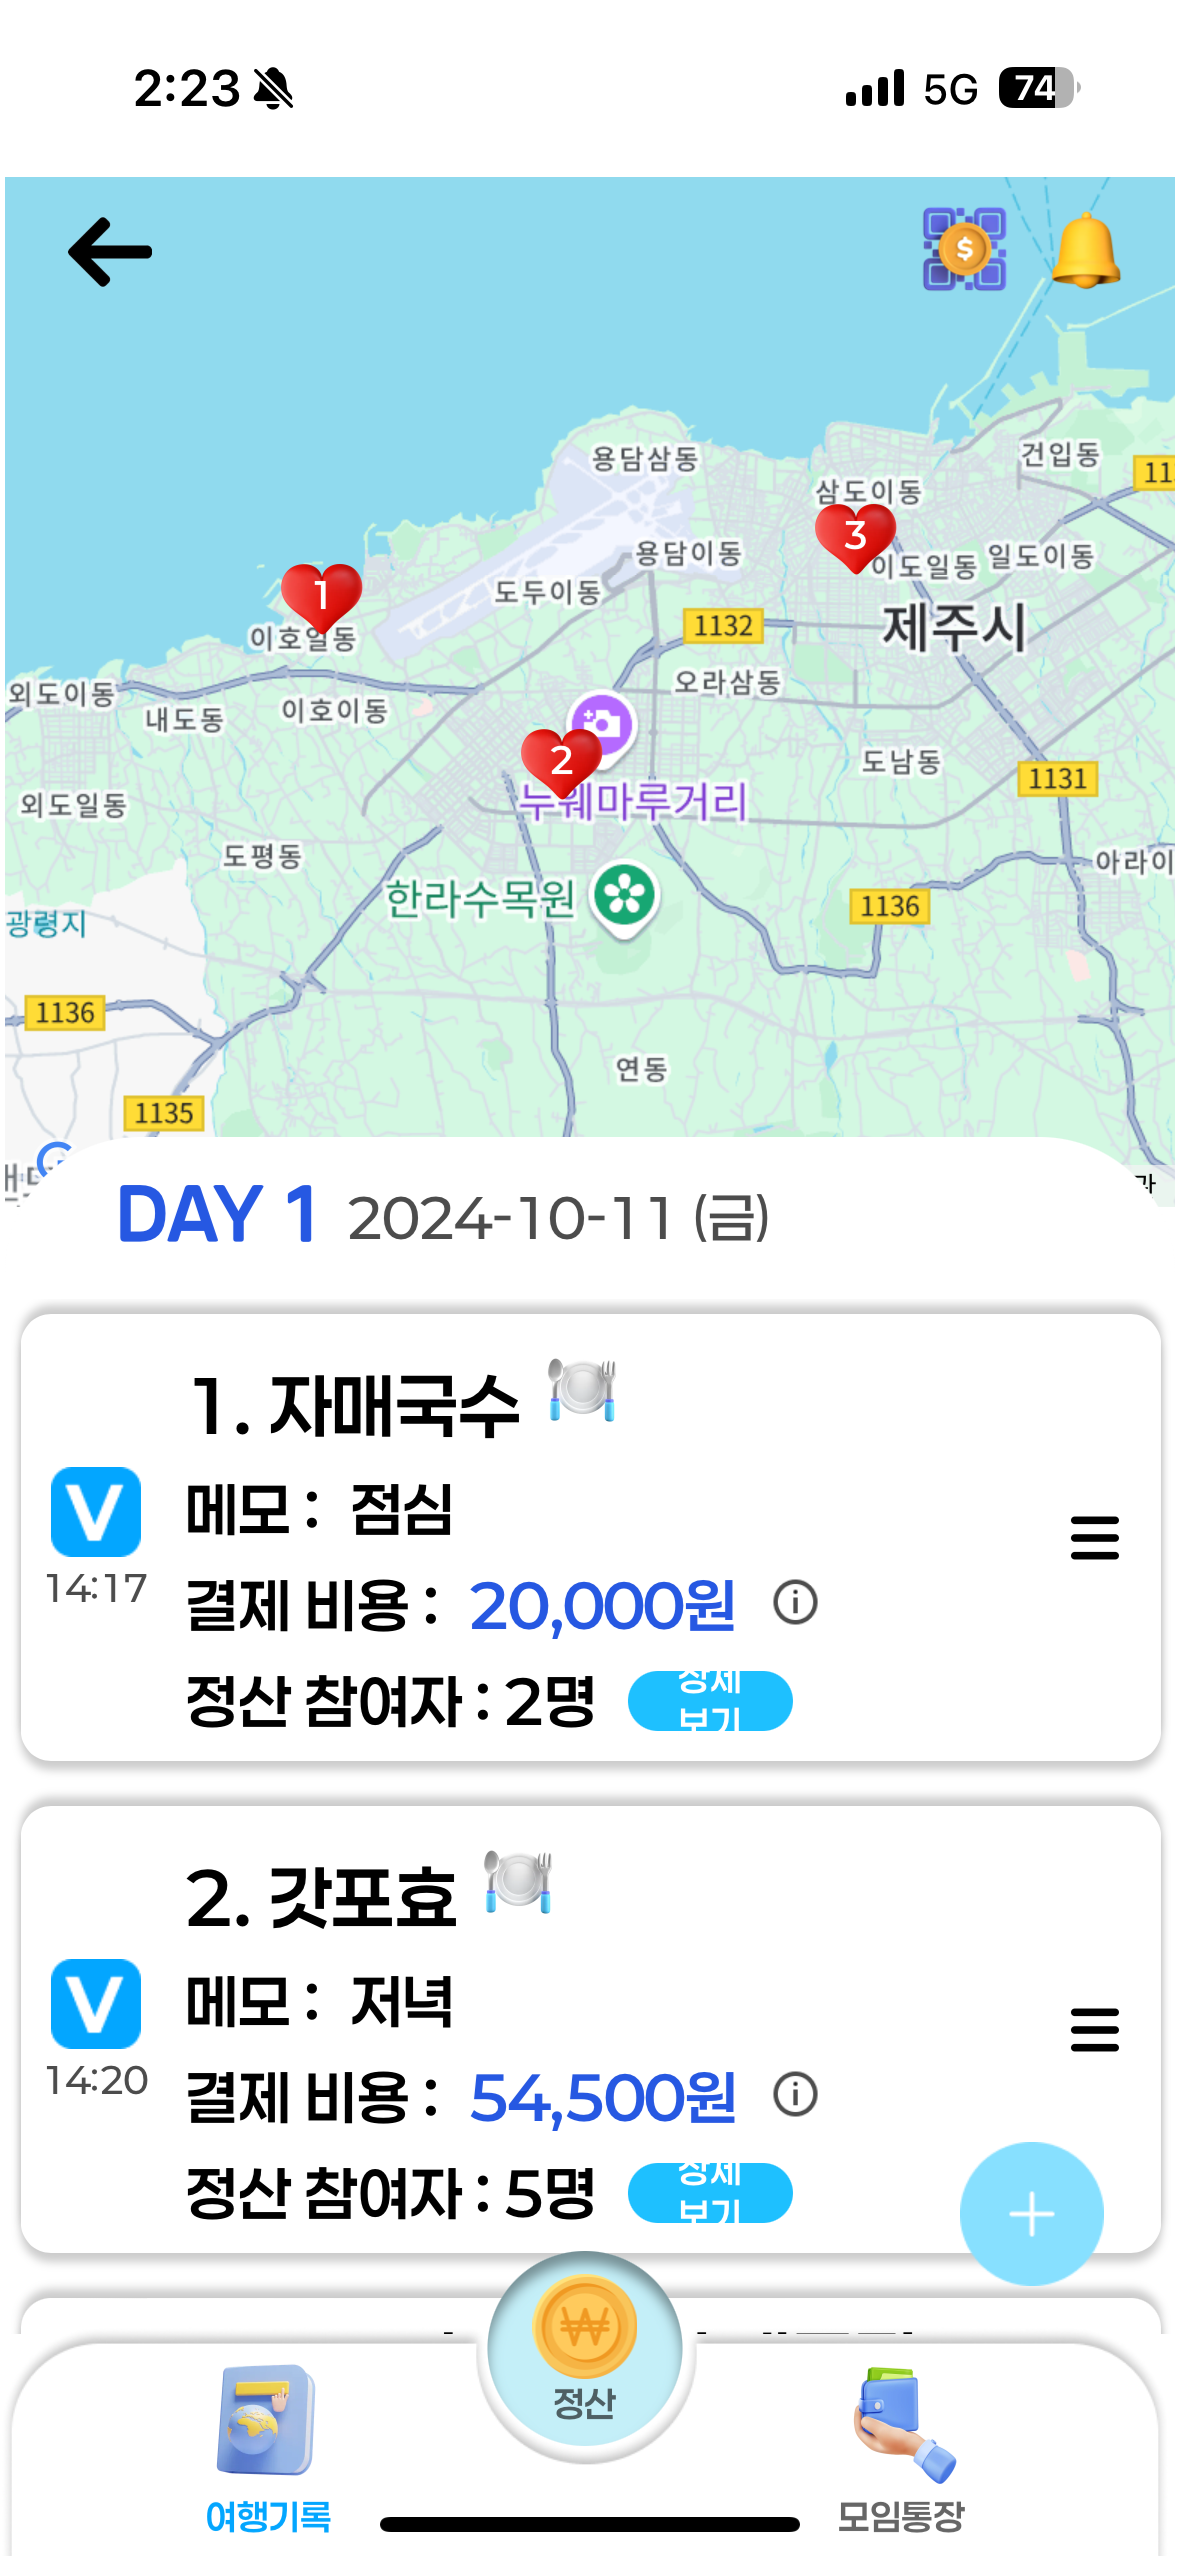 2:23
5G 74
용담삼동
건입동
11
삼도이동
3
용담이동
이도일동
일도이동
1
도두이동
이호일동
1132
제주시
오라삼동
외도이동
내도동
이호이동
2
누웨마루거리
도남동
1131
외도일동
도평동
아라이
한라수목원
1136
광령지
1136
연동
1135
DAY 1 2024-10-11 (금)
1. 자매국수
메모 : 점심
V
14:17
결제 비용 : 20,000원
정산 참여자 : 2명
상세
보기
2. 갓포효
메모 : 저녁
V
14:20
결제 비용 : 54,500원
정산 참여자 : 5명
상세
보기
정산
여행기록
모임통장